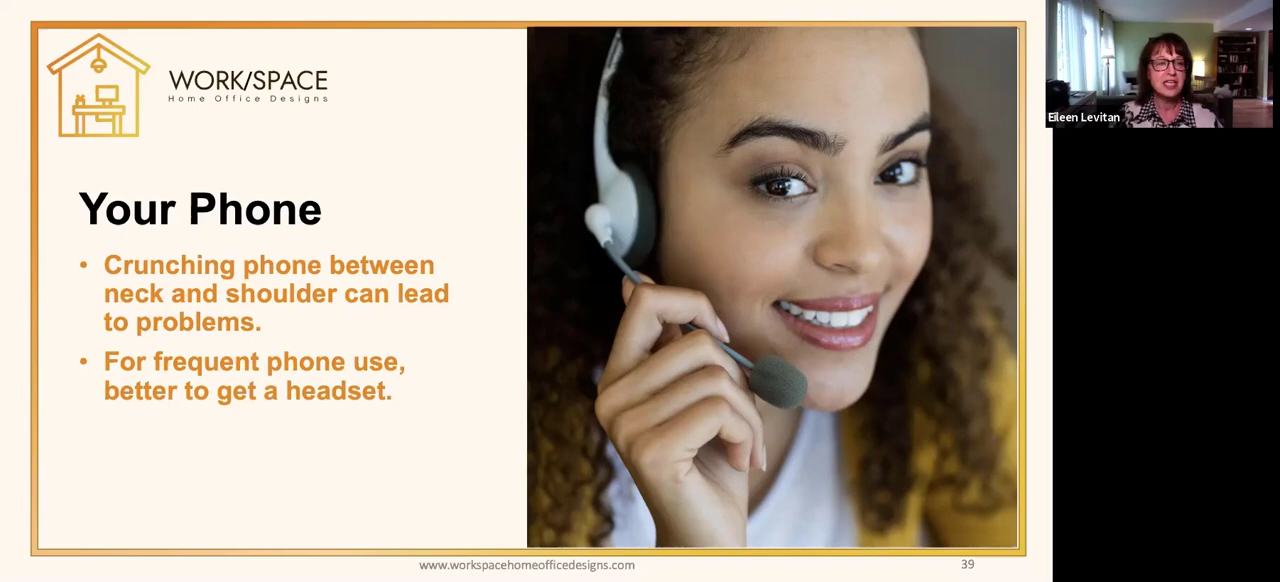 WORK/SPACE
Home Office Designs
Your Phone
• Crunching phone between
neck and shoulder can lead
to problems.
• For frequent phone use,
better to get a headset.
www.workspacehomeofficedesigns.com
39
Eileen Levitan